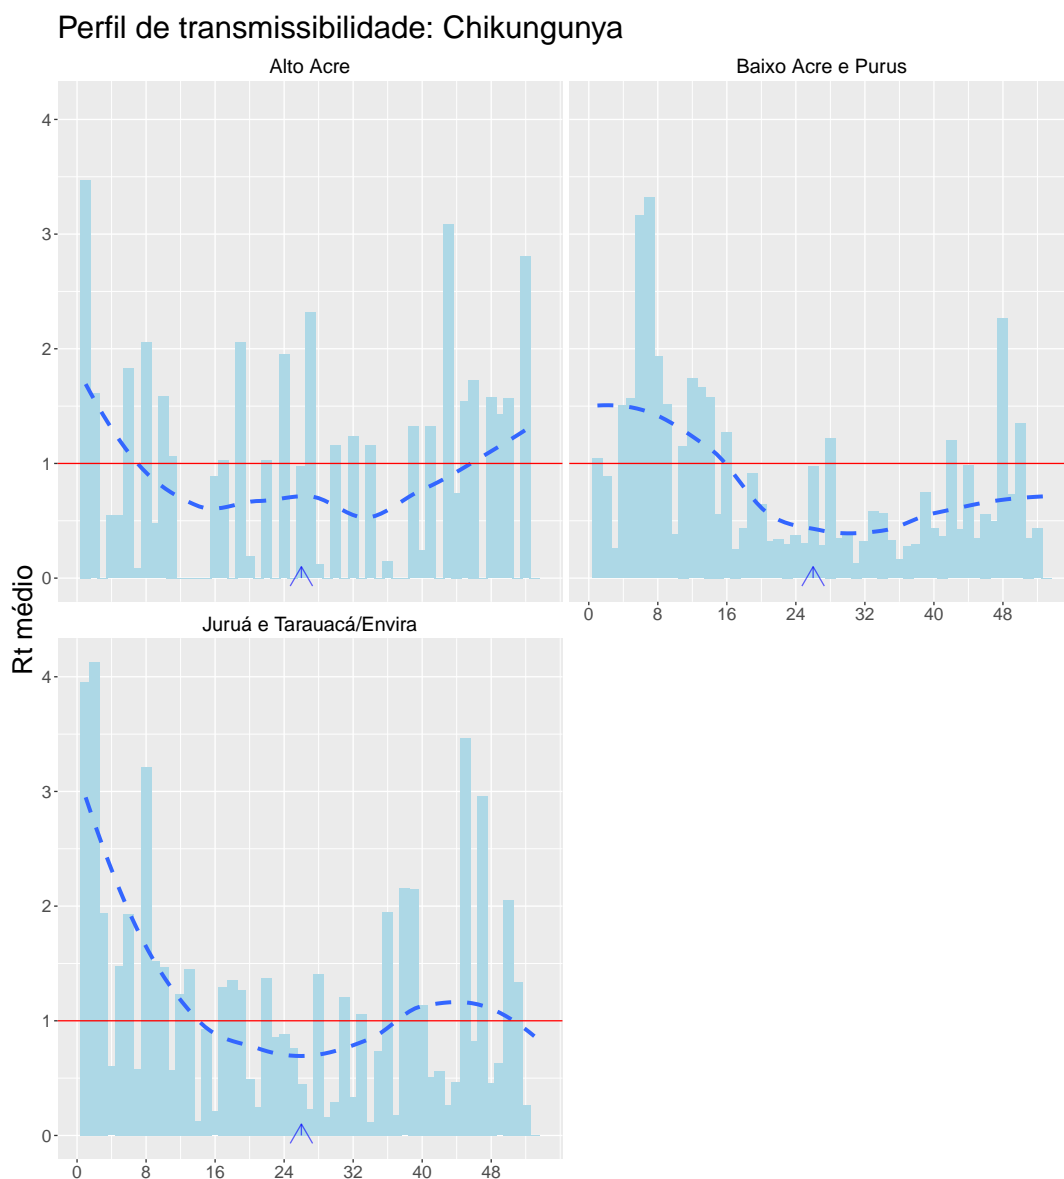 Perfil de transmissibilidade: Chikungunya
Alto Acre
Baixo Acre e Purus
4
3
2
1
0
0 8 16 24 32 40 48
Juruá e Tarauacá/Envira
Rt médio
4
3
2
1
0
0 8 16 24 32 40 48